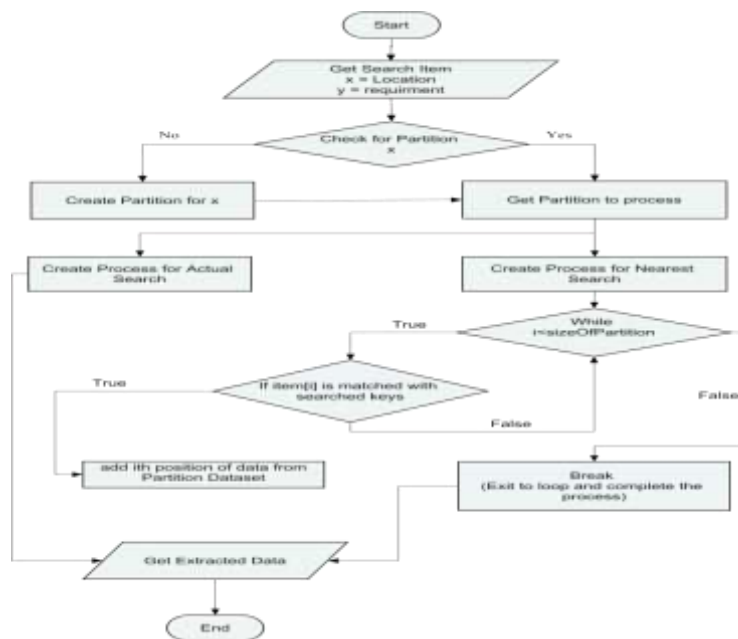 Start
Get Search Item
x = Location
y = requirment
No
Check for Partition
x
Yes
Create Partition for x
Get Partition to process
Create Process for Actual
Search
Create Process for Nearest
Search
While
i<sizeOfPartition
True
If item[i] is matched with
searched keys
True
False
False
add ith position of data from
Partition Dataset
Break
(Exit to loop and complete the
process)
Get Extracted Data
End